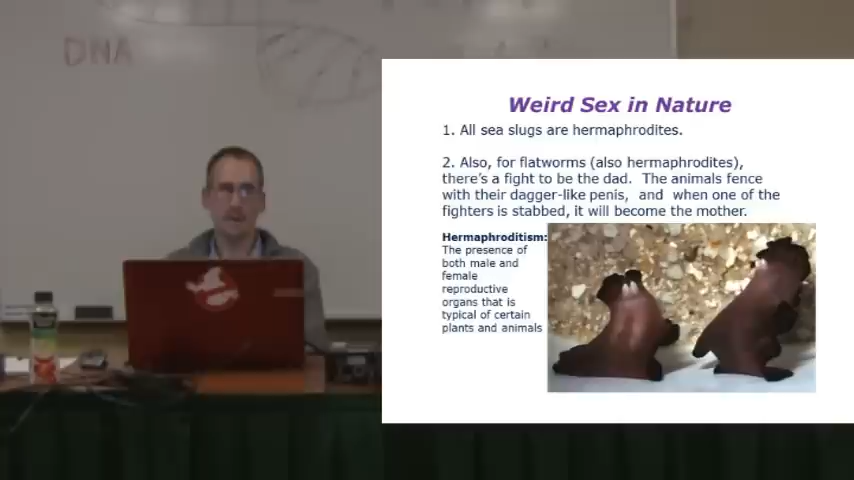 DNA
Weird Sex in Nature
1. All sea slugs are hermaphrodites.
2. Also, for flatworms (also hermaphrodites),
there's a fight to be the dad. The animals fence
with their dagger-like penis, and when one of the
fighters is stabbed, it will become the mother.
Hermaphroditism:
The presence of
both male and
female
reproductive
organs that is
typical of certain
plants and animals